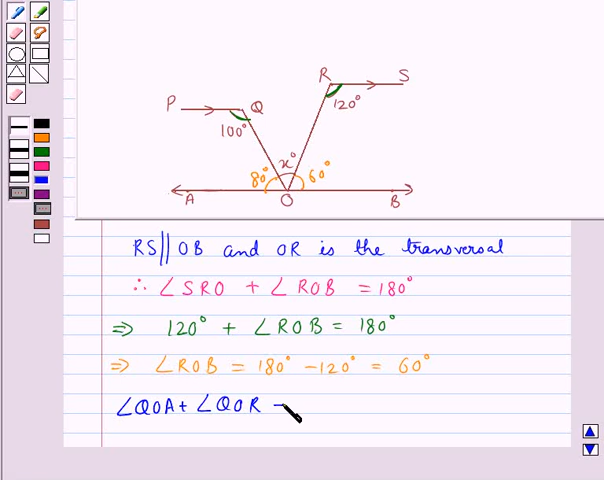 R S
P Q
120°
100°
x°
80° 60°
A O B
RS || OB and OR is the transversal
∴ ∠SRO + ∠ROB = 180°
⇒ 120° + ∠ROB = 180°
⇒ ∠ROB = 180° - 120° = 60°
∠QOA + ∠QOR